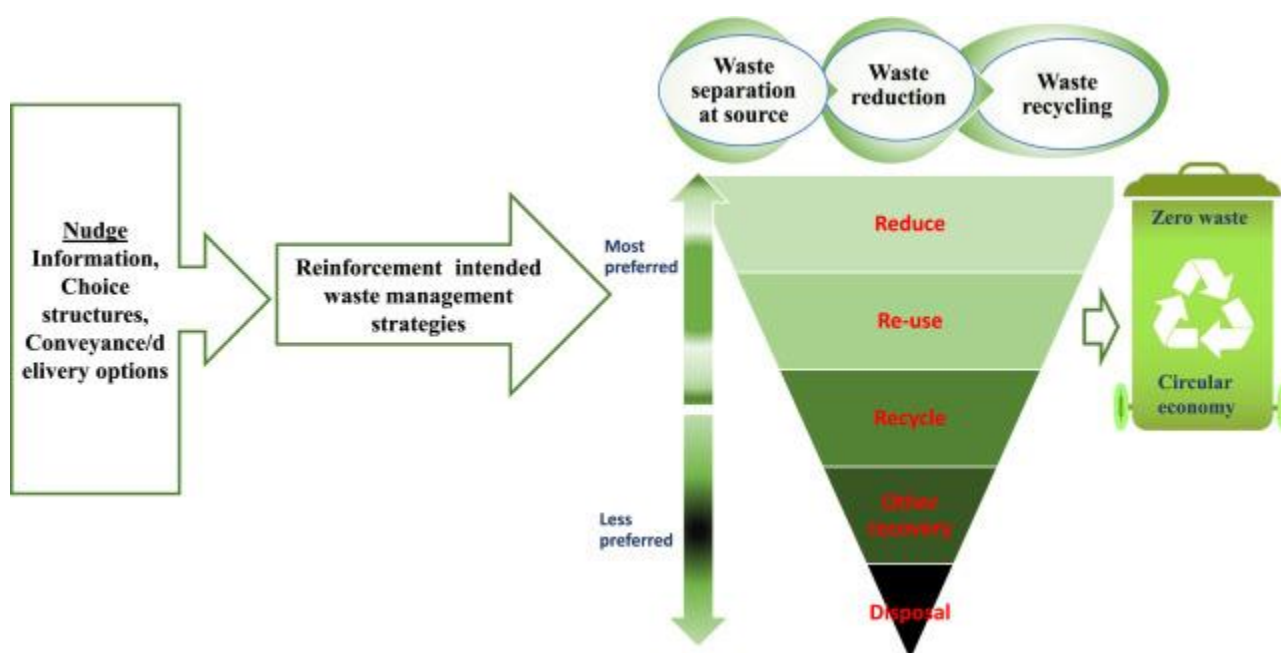 Nudge
Information,
Choice
structures,
Conveyance/d
elivery options
Reinforcement intended
waste management
strategies
Waste
separation
at source
Waste
reduction
Waste
recycling
Most
preferred
Less
preferred
Reduce
Re-use
Recycle
Other
recovery
Disposal
Zero waste
Circular
economy